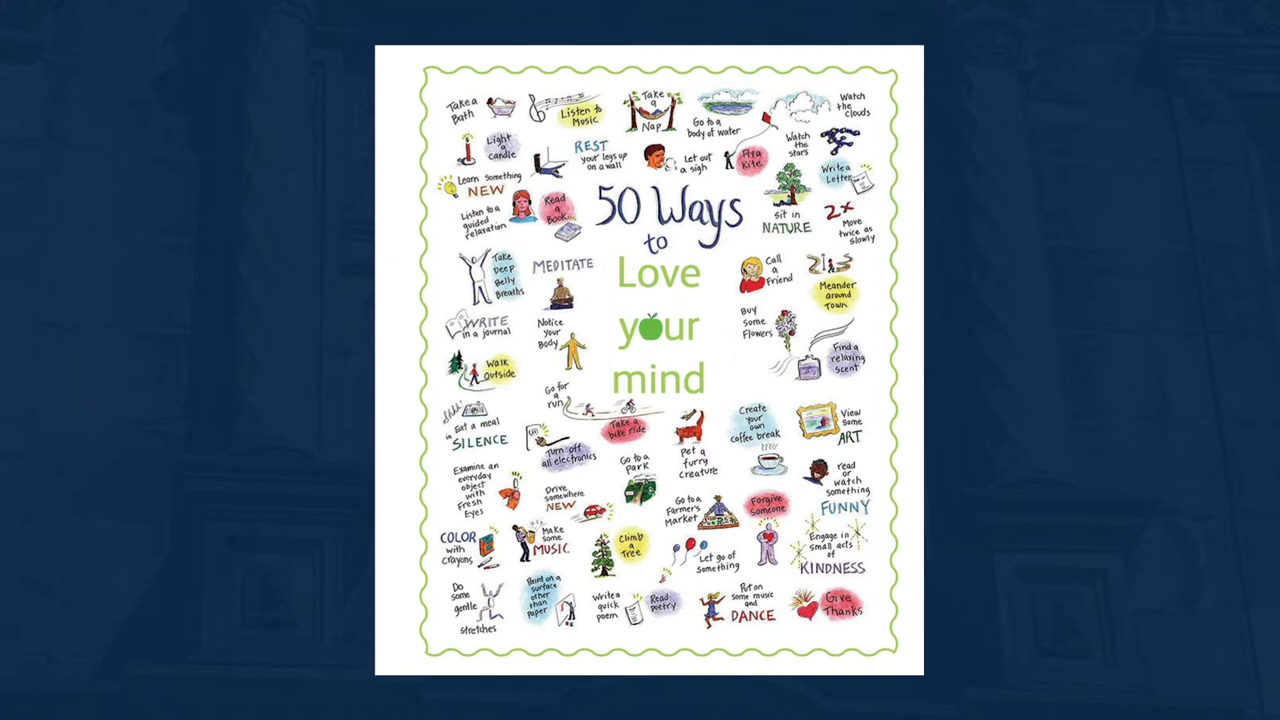 Take a
Bath
Listen to
Music
Take
a
Nap
Go to a
body of water
Watch
the
clouds
Light
a
candle
REST
your legs up
on a wall
Let out
a sigh
Fly a
Kite
Watch
the
stars
Write a
Letter
Learn something
NEW
Listen to a
guided
relaxation
Read
a
Book
50 Ways
to
Love
your
mind
sit in
NATURE
2x
Move
twice as
slowly
Take
Deep
Belly
Breaths
MEDITATE
Call
a
Friend
Meander
around
Town
WRITE
in a journal
Notice
your
Body
Buy
Some
Flowers
Find a
relaxing
scent
Walk
Outside
Go for
a
run
Take a
bike ride
Shhh!
Eat a meal
in
SILENCE
OFF
Turn off
all electronics
Go to a
PARK
Pet a
furry
creature
Create
your
own
coffee break
View
some
ART
Examine an
everyday
object
with
Fresh
Eyes
Drive
somewhere
NEW
Go to a
Farmer's
Market
Forgive
Someone
read
or
watch
something
FUNNY
COLOR
with
Crayons
Make
some
MUSIC
Climb
a
Tree
Let go of
something
Engage in
small acts
of
KINDNESS
Do
Some
gentle
stretches
Paint on a
surface
other
than
paper
Write a
quick
poem
Read
poetry
Put on
some music
and
DANCE
Give
Thanks